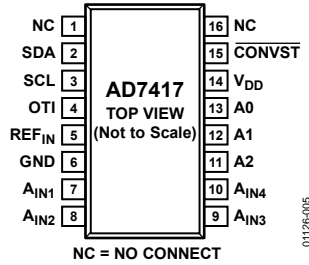 NC 1 16 NC
SDA 2 15 CONVST
SCL 3 14 VDD
OTI 4 13 A0
REFIN 5 12 A1
GND 6 11 A2
AIN1 7 10 AIN4
AIN2 8 9 AIN3
AD7417
TOP VIEW
(Not to Scale)
NC = NO CONNECT
01126-005